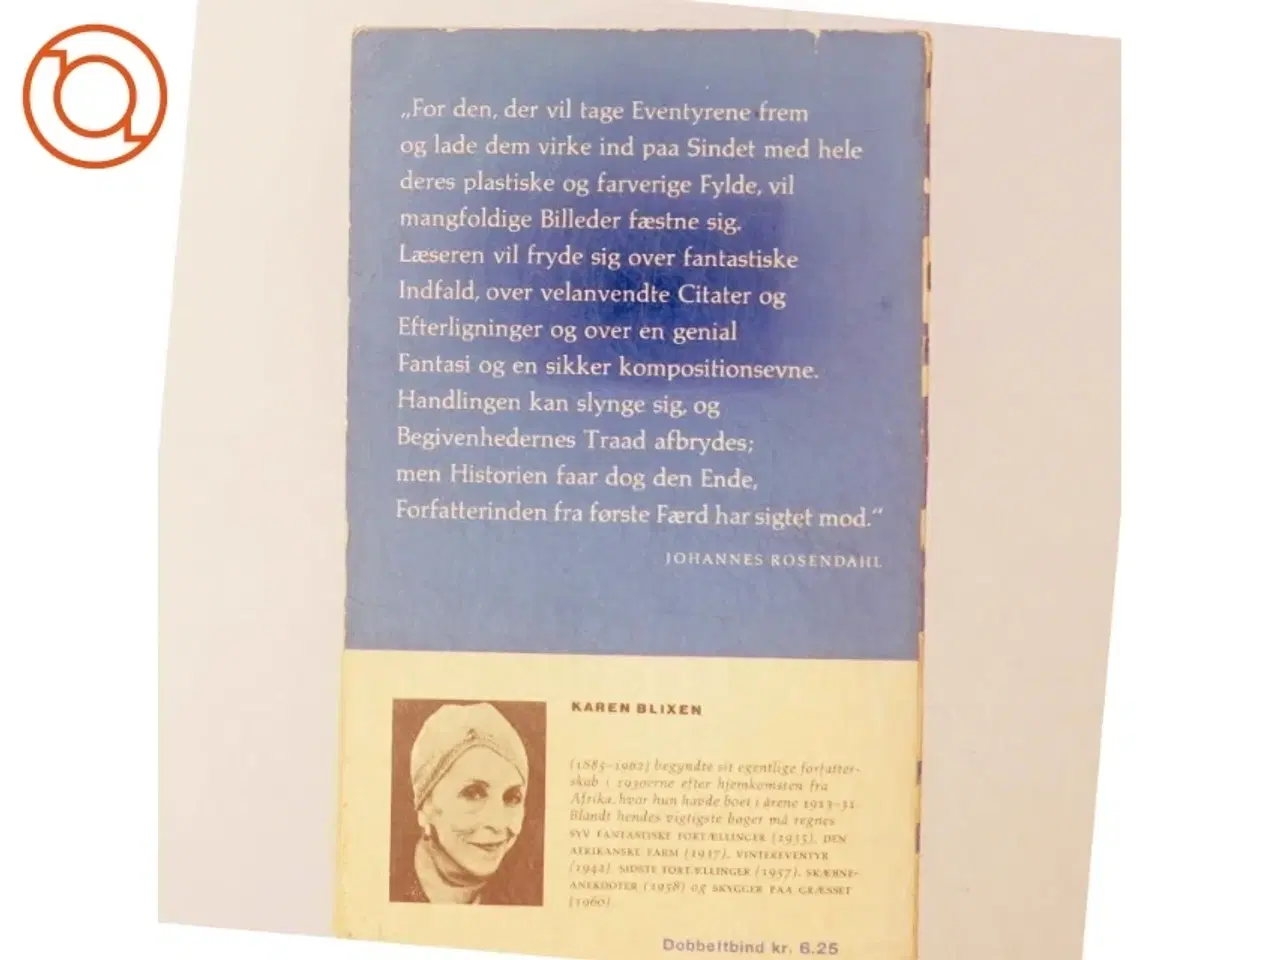 „For den, der vil tage Eventyrene frem
og lade dem virke ind paa Sindet med hele
deres plastiske og farverige Fylde, vil
mangfoldige Billeder fæstne sig.
Læseren vil fryde sig over fantastiske
Indfald, over velanvendte Citater og
Efterligninger og over en genial
Fantasi og en sikker kompositionsevne.
Handlingen kan slynge sig, og
Begivenhedernes Traad afbrydes;
men Historien faar dog den Ende,
Forfatterinden fra første Færd har sigtet mod.“
JOHANNES ROSENDAHL
KAREN BLIXEN
(1885-1962) begyndte sit egentlige forfatter-
skab i 1930erne efter hjemkomsten fra
Afrika, hvor hun havde boet i årene 1913-31.
Blandt hendes vigtigste bøger må regnes
SYV FANTASTISKE FORTÆLLINGER (1935), DEN
AFRIKANSKE FARM (1937), VINTEREVENTYR
(1942), SIDSTE FORTÆLLINGER (1957), SKÆBNE-
ANEKDOTER (1958) og SKYGGER PAA GRÆSSET
(1960).
Dobbeltbind kr. 6.25